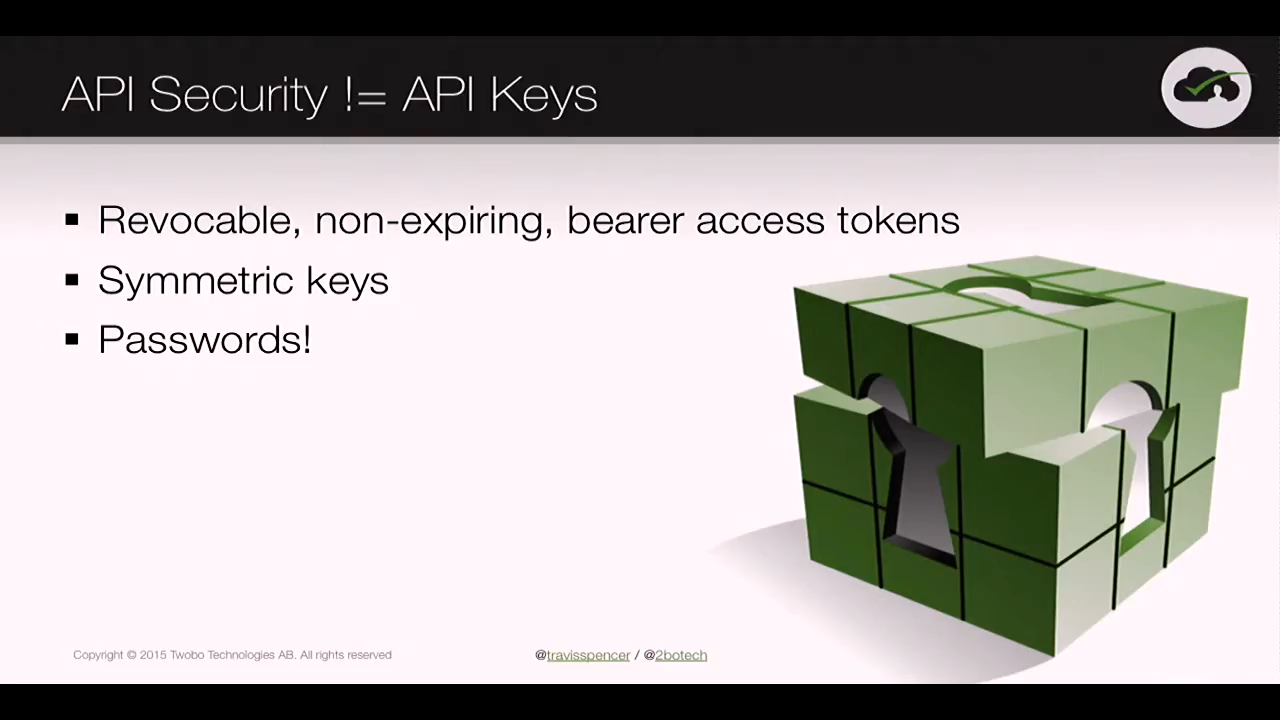 API Security != API Keys
Revocable, non-expiring, bearer access tokens
Symmetric keys
Passwords!
Copyright © 2015 Twobo Technologies AB. All rights reserved
@travisspencer / @2botech